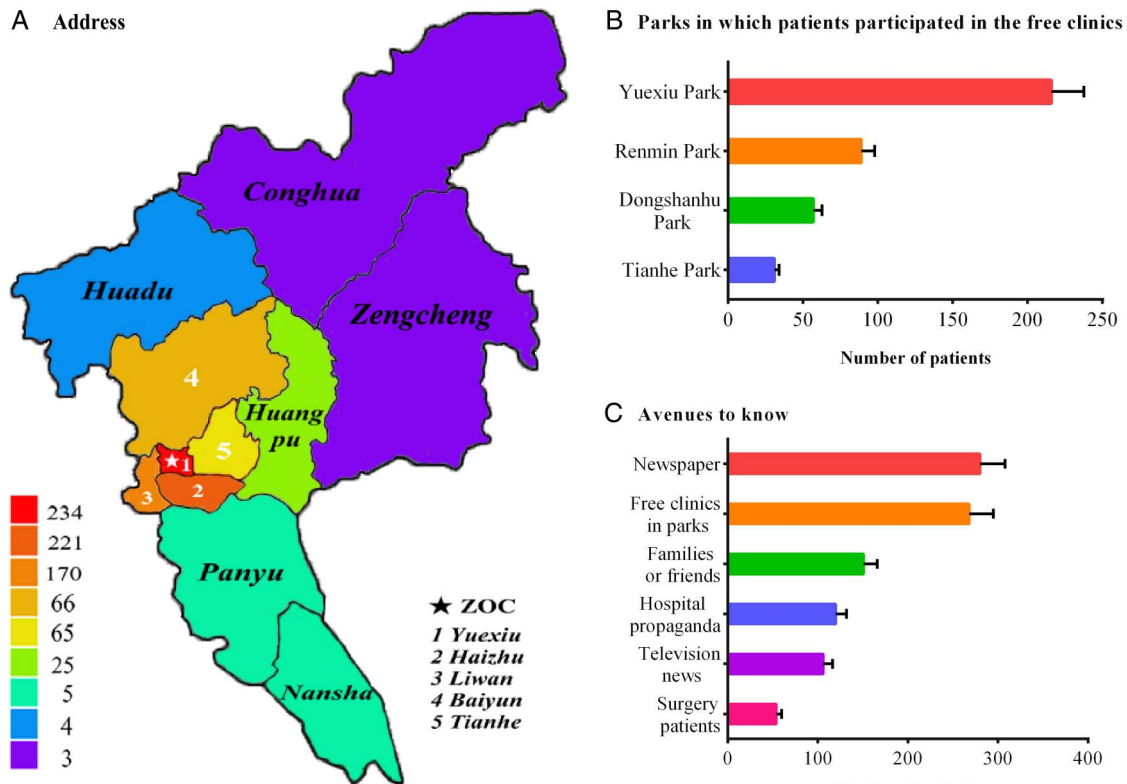 A Address
Conghua
Huadu
Zengcheng
4
Huang
pu
5
1
3
2
Panyu
Nansha
234
221
170
66
65
25
5
4
3
★ ZOC
1 Yuexiu
2 Haizhu
3 Liwan
4 Baiyun
5 Tianhe
B Parks in which patients participated in the free clinics
Yuexiu Park
Renmin Park
Dongshanhu
Park
Tianhe Park
0 50 100 150 200 250
Number of patients
C Avenues to know
Newspaper
Free clinics
in parks
Families
or friends
Hospital
propaganda
Television
news
Surgery
patients
0 100 200 300 400